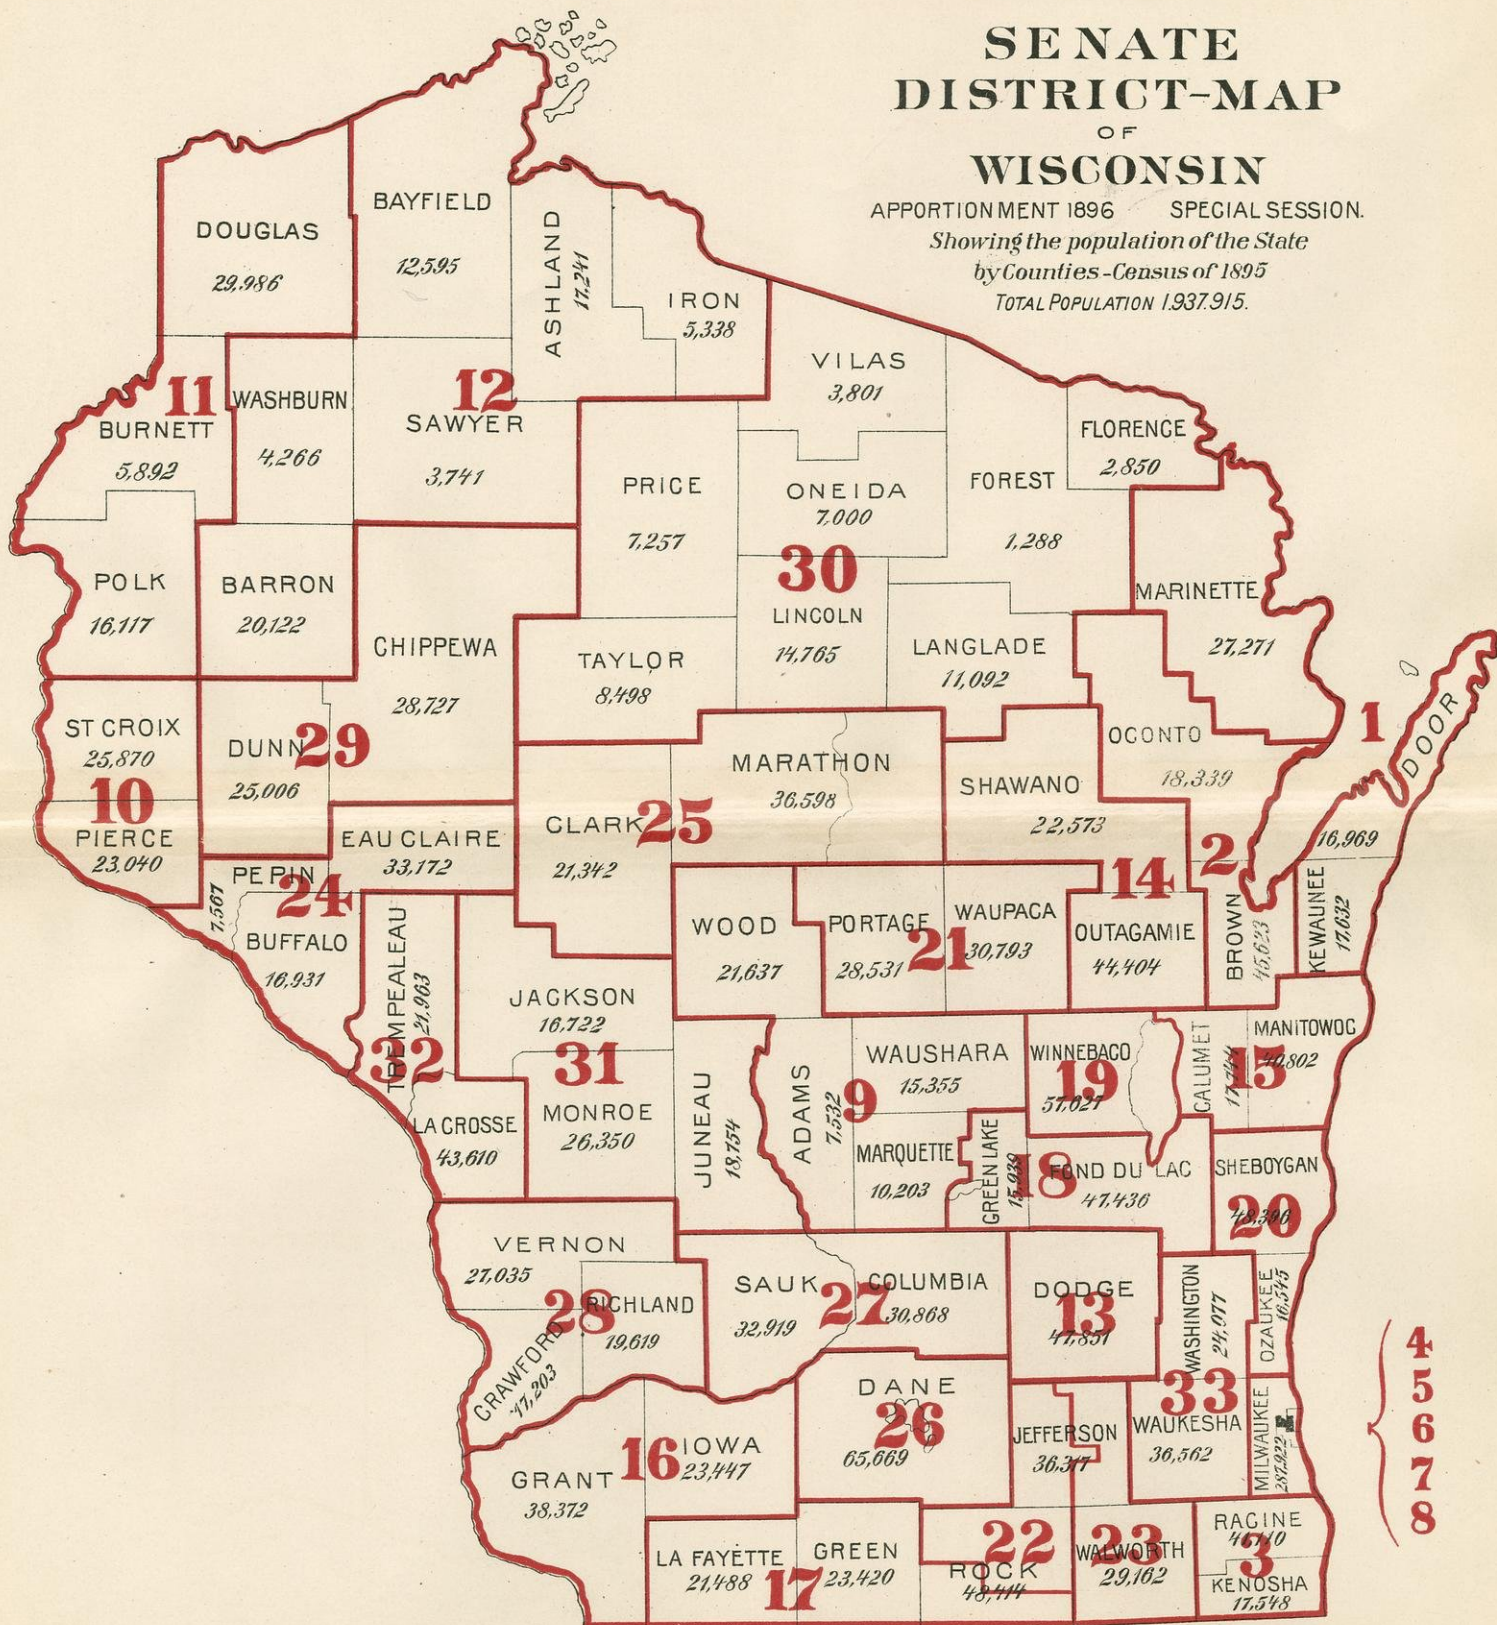 SENATE
DISTRICT-MAP
OF
WISCONSIN
APPORTIONMENT 1896 SPECIAL SESSION.
Showing the population of the State
by Counties-Census of 1895
TOTAL POPULATION 1.937.915.
DOUGLAS
29,986
BAYFIELD
12,595
ASHLAND
17,241
IRON
5,338
VILAS
3,801
11
BURNETT
5,892
WASHBURN
4,266
12
SAWYER
3,741
PRICE
7,257
ONEIDA
7,000
FOREST
1,288
FLORENCE
2,850
30
LINCOLN
14,765
MARINETTE
27,271
POLK
16,117
BARRON
20,122
CHIPPEWA
28,727
TAYLOR
8,498
LANGLADE
11,092
ST CROIX
25,870
10
PIERCE
23,040
DUNN
25,006
29
EAU CLAIRE
33,172
CLARK
21,342
25
MARATHON
36,598
SHAWANO
22,573
OCONTO
18,339
1
DOOR
16,969
2
14
PEPIN
7,567
24
BUFFALO
16,931
TREMPEALEAU
21,963
32
JACKSON
16,722
31
WOOD
21,637
PORTAGE
28,531
21
WAUPACA
30,793
OUTAGAMIE
44,404
BROWN
KEWAUNEE
17,632
LA CROSSE
43,610
MONROE
26,350
JUNEAU
18,754
ADAMS
7,532
9
WAUSHARA
15,355
MARQUETTE
10,203
GREEN LAKE
WINNEBAGO
19
57,627
CALUMET
MANITOWOC
15
40,802
18
FOND DU LAC
47,436
SHEBOYGAN
20
48,396
VERNON
27,035
28
RICHLAND
19,619
CRAWFORD
17,203
SAUK
32,919
27
COLUMBIA
30,868
DODGE
13
47,851
WASHINGTON
24,077
OZAUKEE
16,545
33
4
5
6
7
8
16
IOWA
23,447
GRANT
38,372
DANE
26
65,669
JEFFERSON
36,317
WAUKESHA
36,562
MILWAUKEE
287,922
LA FAYETTE
21,488
17
GREEN
23,420
22
ROCK
48,414
23
WALWORTH
29,162
RACINE
3
KENOSHA
17,548